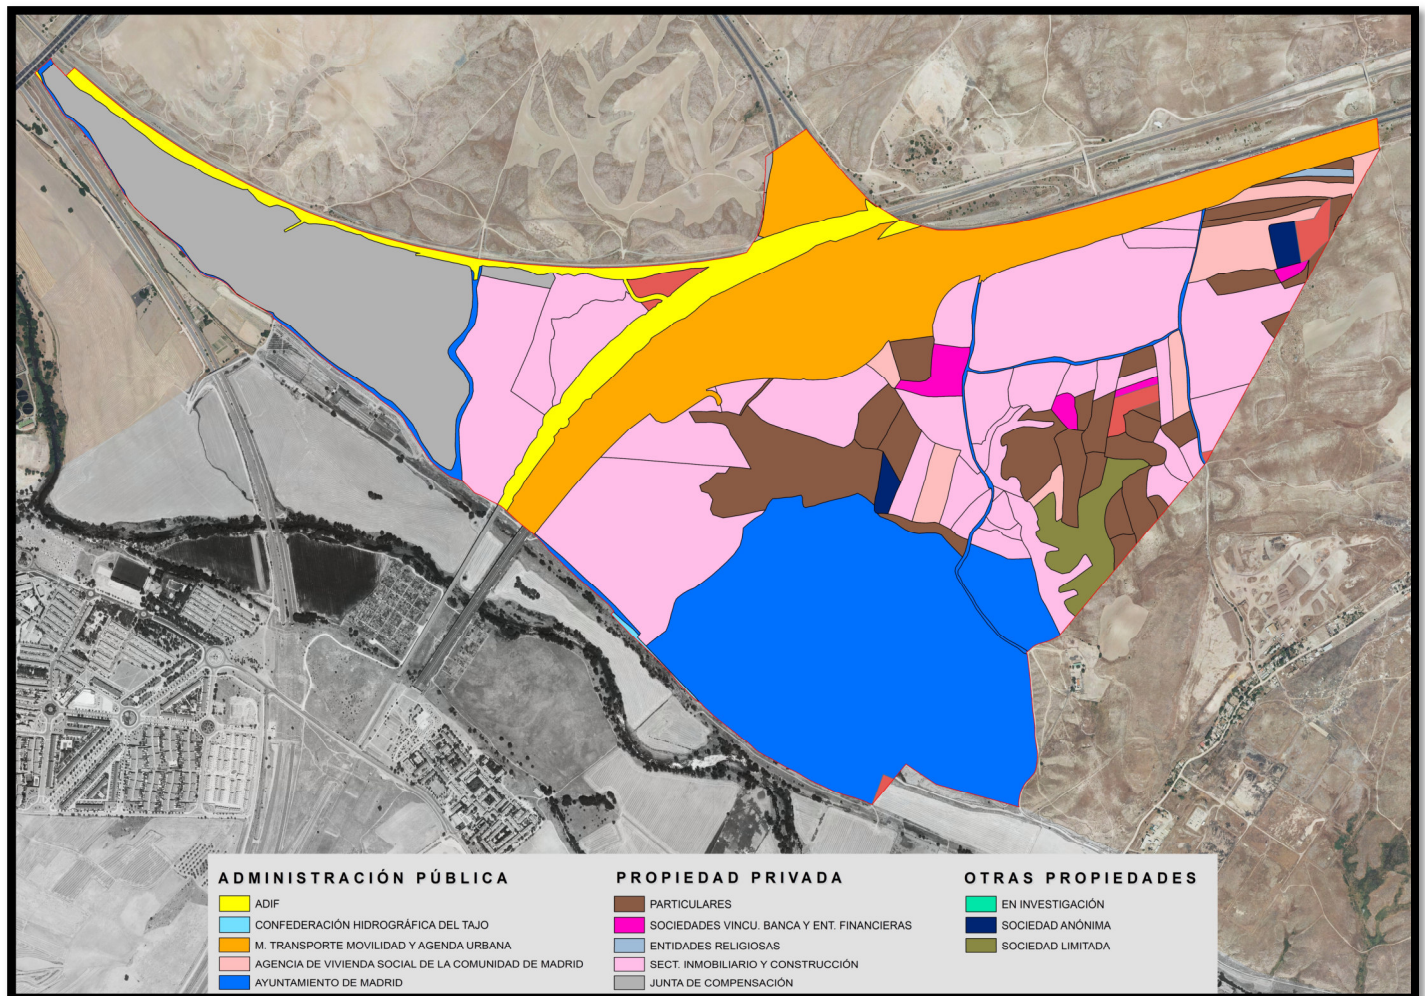 ADMINISTRACIÓN PÚBLICA
ADIF
CONFEDERACIÓN HIDROGRÁFICA DEL TAJO
M. TRANSPORTE MOVILIDAD Y AGENDA URBANA
AGENCIA DE VIVIENDA SOCIAL DE LA COMUNIDAD DE MADRID
AYUNTAMIENTO DE MADRID
PROPIEDAD PRIVADA
PARTICULARES
SOCIEDADES VINCU. BANCA Y ENT. FINANCIERAS
ENTIDADES RELIGIOSAS
SECT. INMOBILIARIO Y CONSTRUCCIÓN
JUNTA DE COMPENSACIÓN
OTRAS PROPIEDADES
EN INVESTIGACIÓN
SOCIEDAD ANÓNIMA
SOCIEDAD LIMITADA